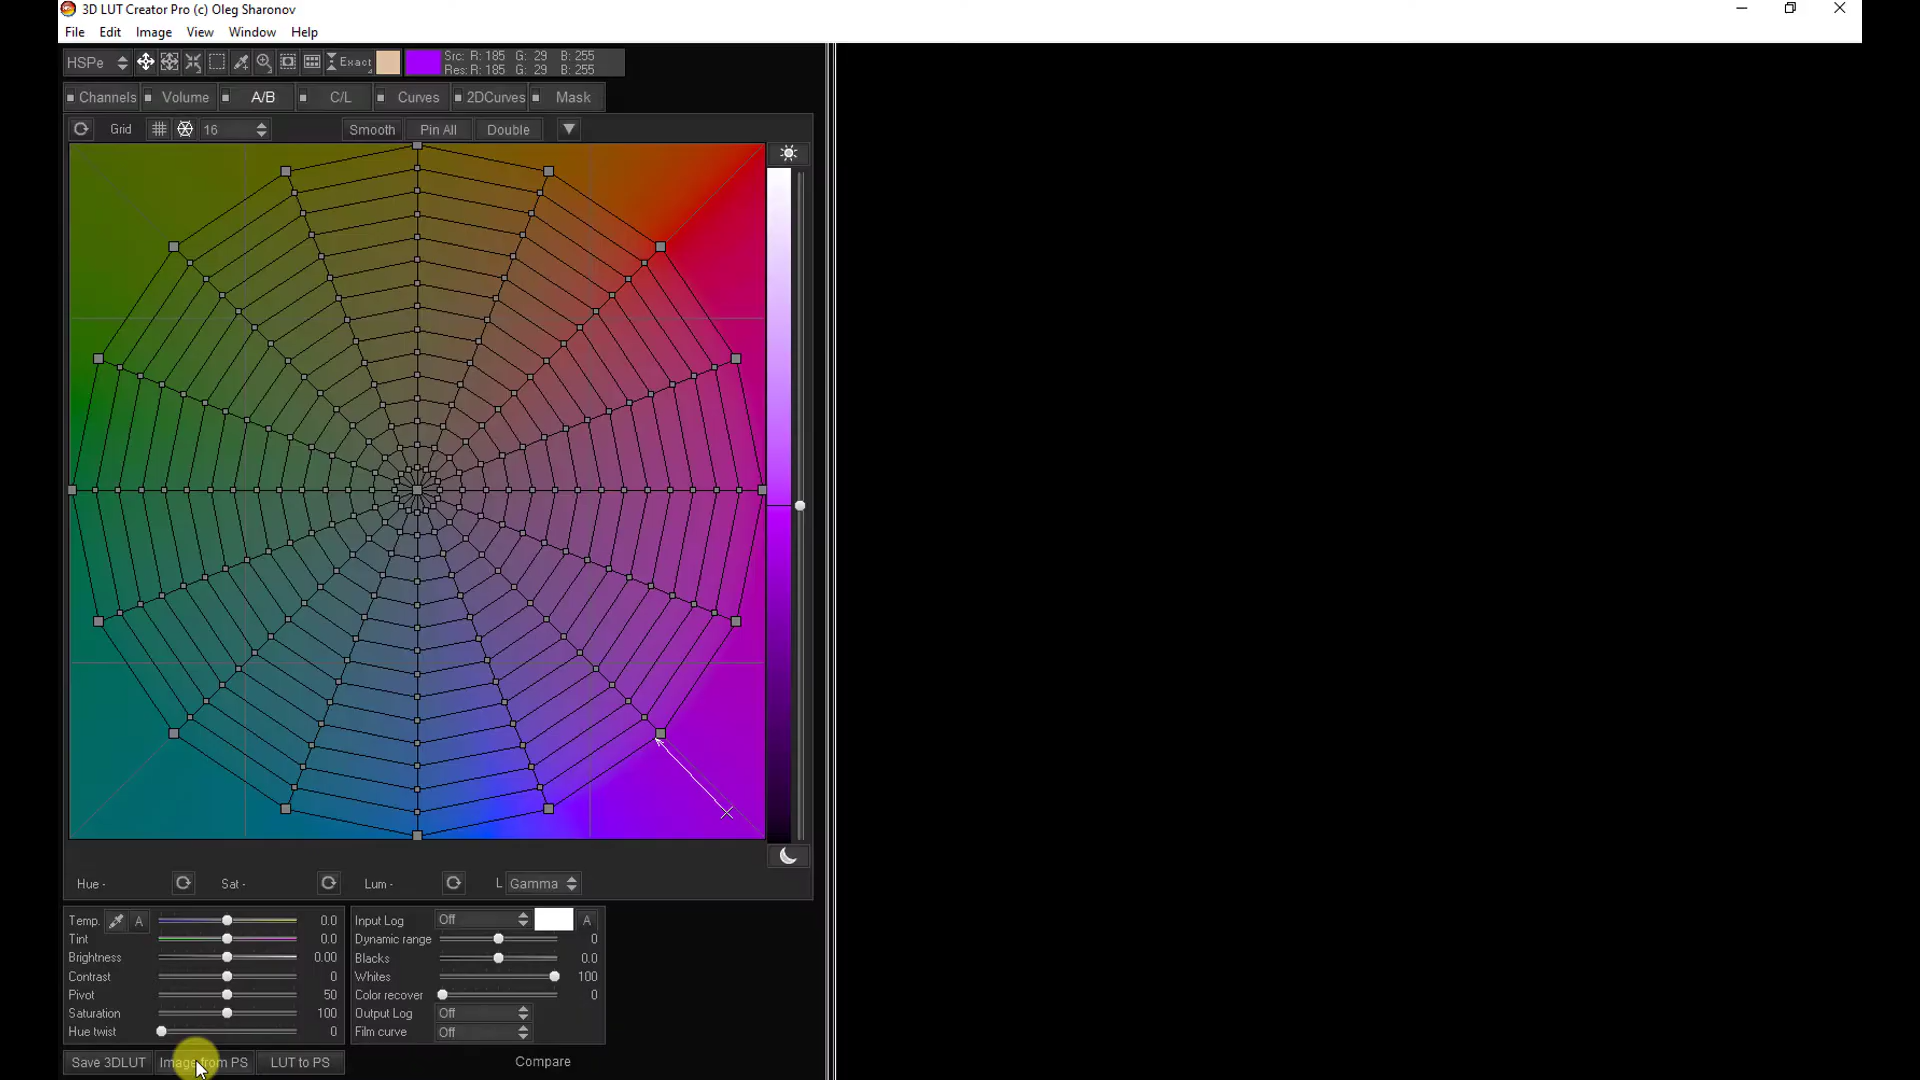 3D LUT Creator Pro (c) Oleg Sharonov
File Edit Image View Window Help
HSPe Exact Src: R: 185 G: 29 B: 255
Res: R: 185 G: 29 B: 255
Channels Volume A/B C/L Curves 2DCurves Mask
Grid 16 Smooth Pin All Double
Hue - Sat - Lum - L Gamma
Temp. A 0.0 Input Log Off A
Tint 0.0 Dynamic range 0
Brightness 0.00 Blacks 0.0
Contrast 0 Whites 100
Pivot 50 Color recover 0
Saturation 100 Output Log Off
Hue twist 0 Film curve Off
Save 3DLUT Image from PS LUT to PS Compare